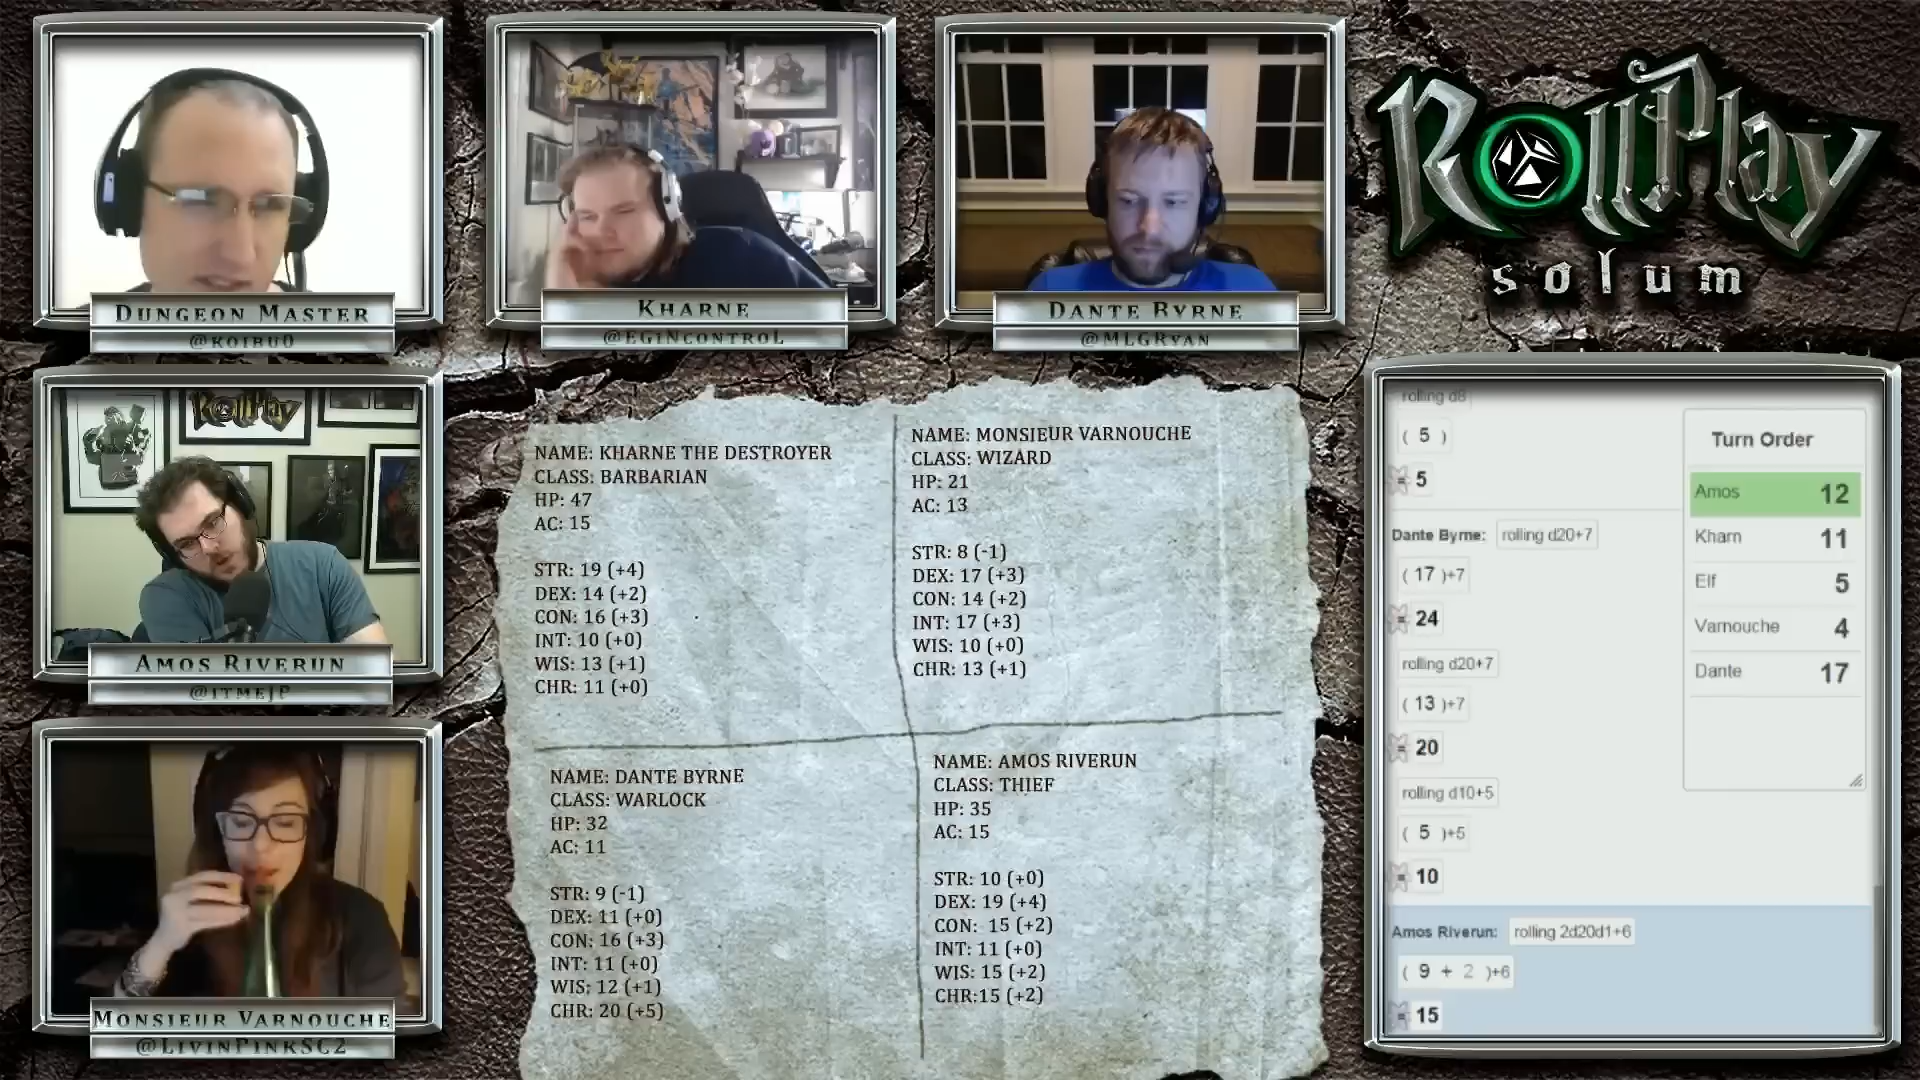 RollPlay
solum
DUNGEON MASTER
@KOIBU0
KHARNE
@EGINCONTROL
DANTE BYRNE
@MLGRYAN
RollPlay
AMOS RIVERUN
@ITMEJP
MONSIEUR VARNOUCHE
@LIVINPINKSC2
NAME: KHARNE THE DESTROYER
CLASS: BARBARIAN
HP: 47
AC: 15
STR: 19 (+4)
DEX: 14 (+2)
CON: 16 (+3)
INT: 10 (+0)
WIS: 13 (+1)
CHR: 11 (+0)
NAME: MONSIEUR VARNOUCHE
CLASS: WIZARD
HP: 21
AC: 13
STR: 8 (-1)
DEX: 17 (+3)
CON: 14 (+2)
INT: 17 (+3)
WIS: 10 (+0)
CHR: 13 (+1)
NAME: DANTE BYRNE
CLASS: WARLOCK
HP: 32
AC: 11
STR: 9 (-1)
DEX: 11 (+0)
CON: 16 (+3)
INT: 11 (+0)
WIS: 12 (+1)
CHR: 20 (+5)
NAME: AMOS RIVERUN
CLASS: THIEF
HP: 35
AC: 15
STR: 10 (+0)
DEX: 19 (+4)
CON: 15 (+2)
INT: 11 (+0)
WIS: 15 (+2)
CHR:15 (+2)
rolling d8
( 5 )
= 5
Dante Byrne: rolling d20+7
( 17 )+7
= 24
rolling d20+7
( 13 )+7
= 20
rolling d10+5
( 5 )+5
= 10
Amos Riverun: rolling 2d20d1+6
( 9 + 2 )+6
= 15
Turn Order
Amos 12
Kharn 11
Elf 5
Varnouche 4
Dante 17